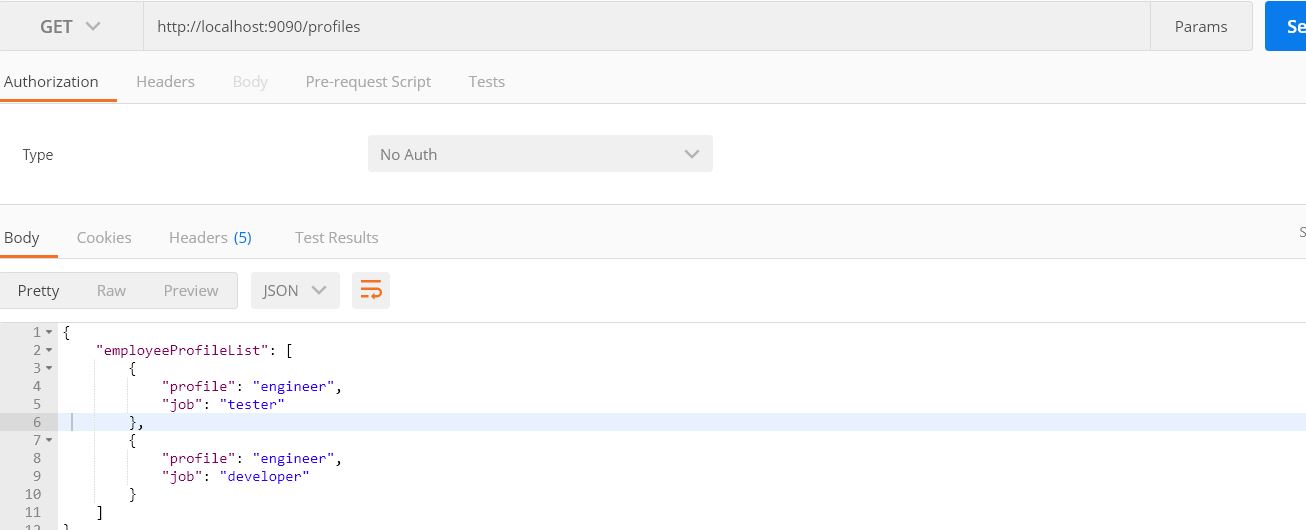 GET http://localhost:9090/profiles Params Se
Authorization Headers Body Pre-request Script Tests
Type No Auth
Body Cookies Headers (5) Test Results S
Pretty Raw Preview JSON
1 {
2 "employeeProfileList": [
3 {
4 "profile": "engineer",
5 "job": "tester"
6 },
7 {
8 "profile": "engineer",
9 "job": "developer"
10 }
11 ]
12 }